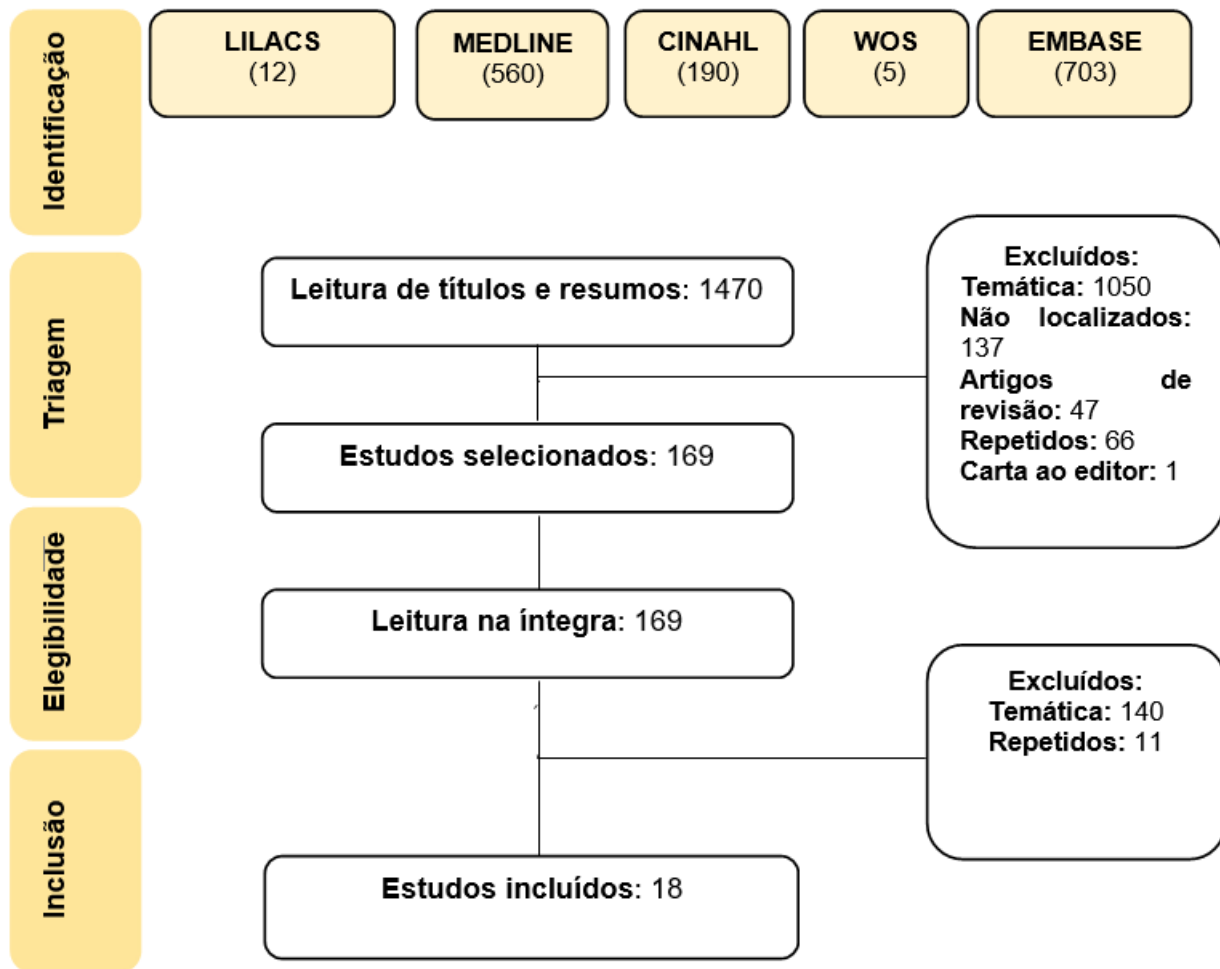 Identificação
LILACS
(12)
MEDLINE
(560)
CINAHL
(190)
WOS
(5)
EMBASE
(703)
Triagem
Leitura de títulos e resumos: 1470
Excluídos:
Temática: 1050
Não localizados:
137
Artigos de
revisão: 47
Repetidos: 66
Carta ao editor: 1
Estudos selecionados: 169
Elegibilidade
Leitura na íntegra: 169
Excluídos:
Temática: 140
Repetidos: 11
Inclusão
Estudos incluídos: 18